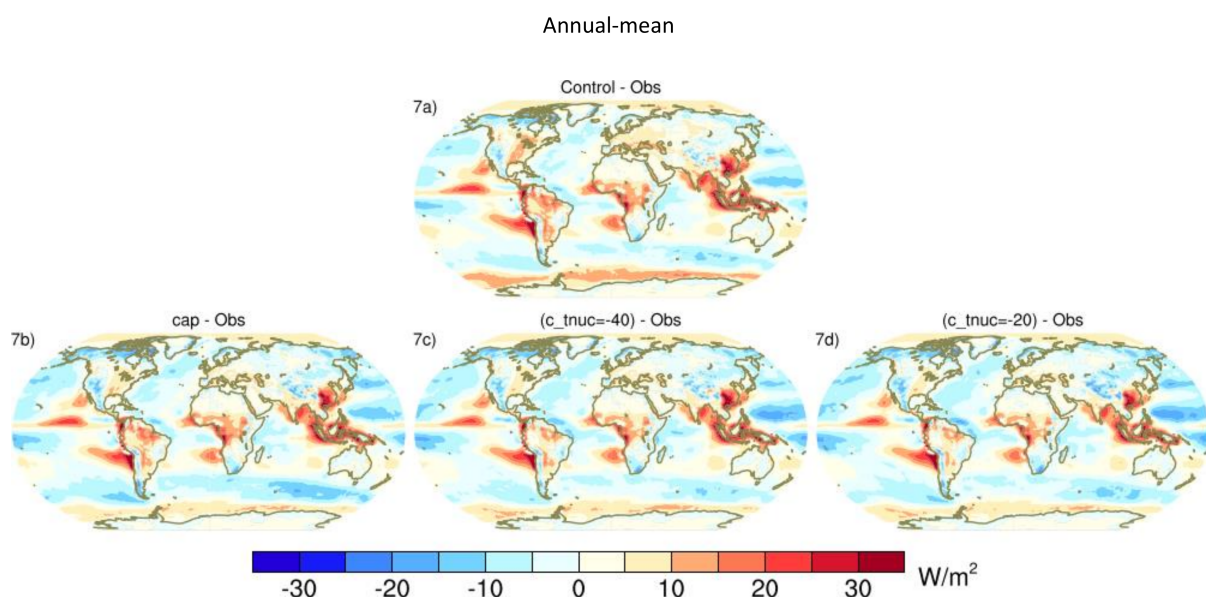 Annual-mean
Control - Obs
7a)
cap - Obs
7b)
(c_tnuc=-40) - Obs
7c)
(c_tnuc=-20) - Obs
7d)
-30 -20 -10 0 10 20 30 W/m²